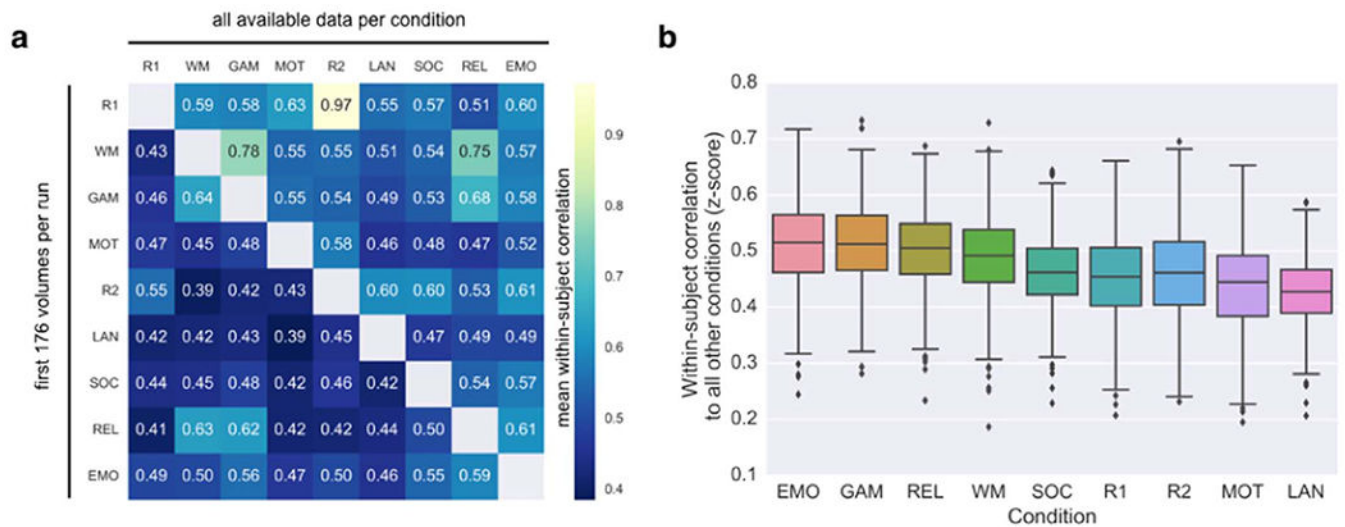 a
all available data per condition
R1 WM GAM MOT R2 LAN SOC REL EMO
first 176 volumes per run
R1 0.59 0.58 0.63 0.97 0.55 0.57 0.51 0.60
WM 0.43 0.78 0.55 0.55 0.51 0.54 0.75 0.57
GAM 0.46 0.64 0.55 0.54 0.49 0.53 0.68 0.58
MOT 0.47 0.45 0.48 0.58 0.46 0.48 0.47 0.52
R2 0.55 0.39 0.42 0.43 0.60 0.60 0.53 0.61
LAN 0.42 0.42 0.43 0.39 0.45 0.47 0.49 0.49
SOC 0.44 0.45 0.48 0.42 0.46 0.42 0.54 0.57
REL 0.41 0.63 0.62 0.42 0.42 0.44 0.50 0.61
EMO 0.49 0.50 0.56 0.47 0.50 0.46 0.55 0.59
mean within-subject correlation
0.9
0.8
0.7
0.6
0.5
0.4
b
Within-subject correlation
to all other conditions (z-score)
0.8
0.7
0.6
0.5
0.4
0.3
0.2
0.1
EMO GAM REL WM SOC R1 R2 MOT LAN
Condition